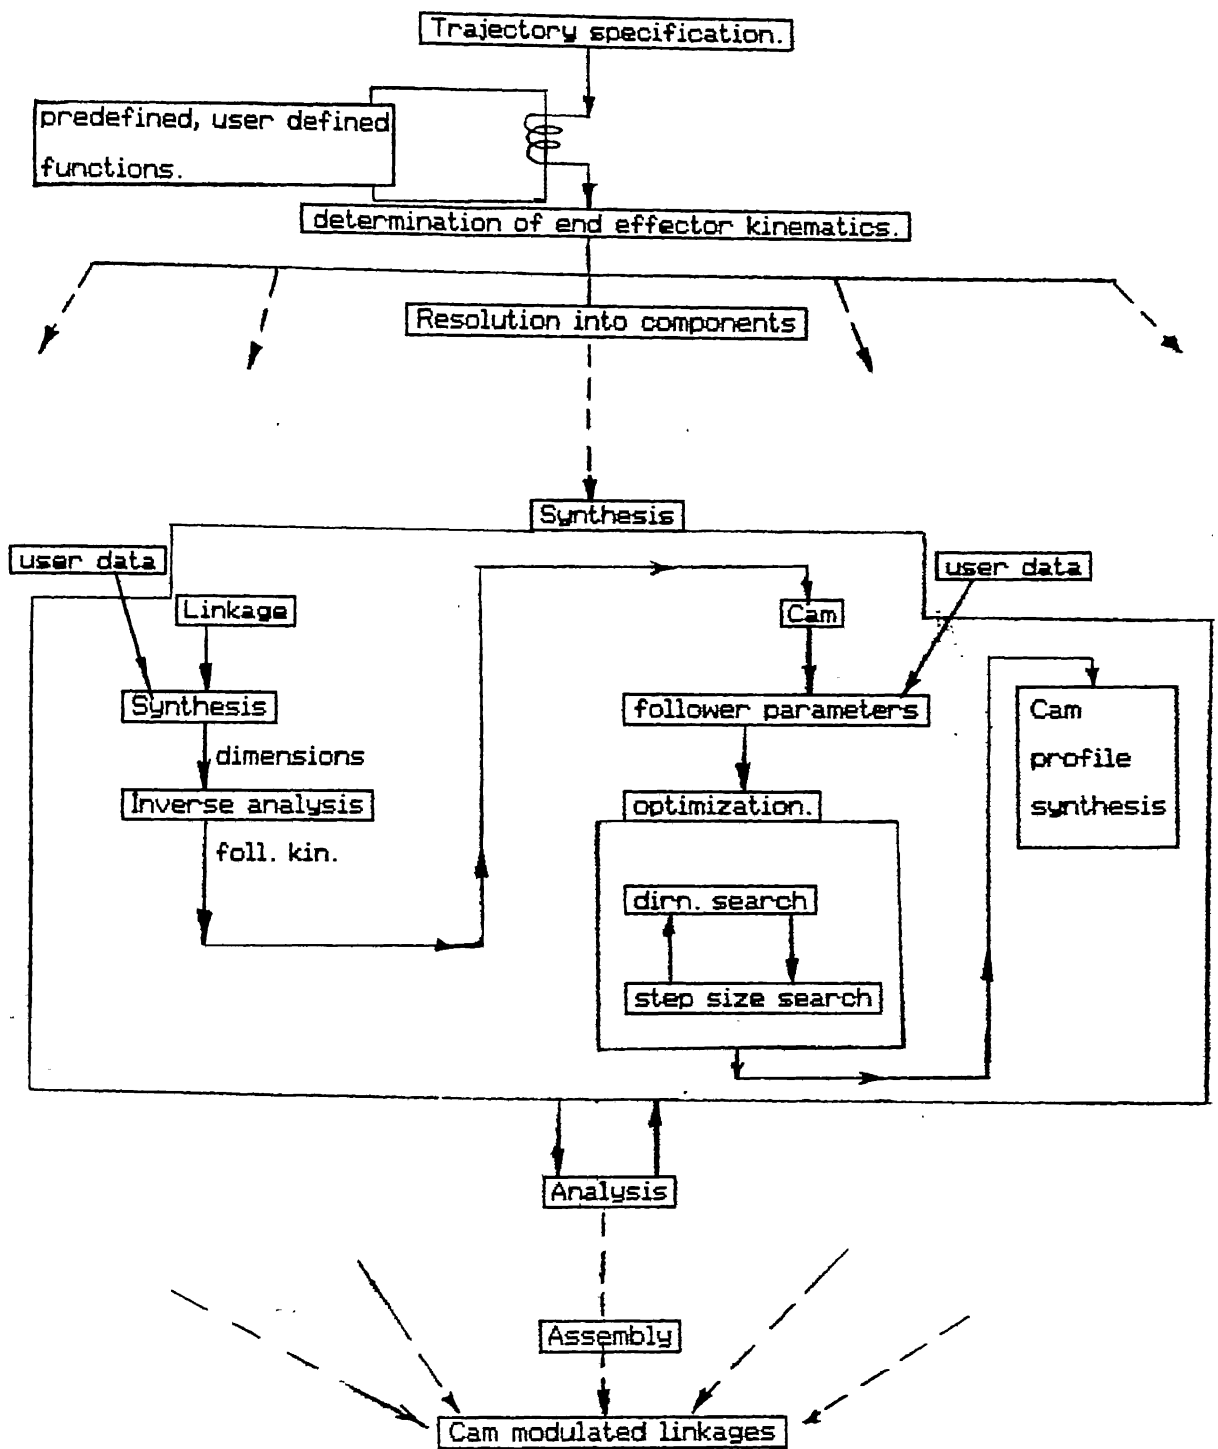 Trajectory specification.
predefined, user defined
functions.
determination of end effector kinematics.
Resolution into components
Synthesis
user data
Linkage
Synthesis
dimensions
Inverse analysis
foll. kin.
Cam
user data
follower parameters
optimization.
dirn. search
step size search
Cam
profile
synthesis
Analysis
Assembly
Cam modulated linkages